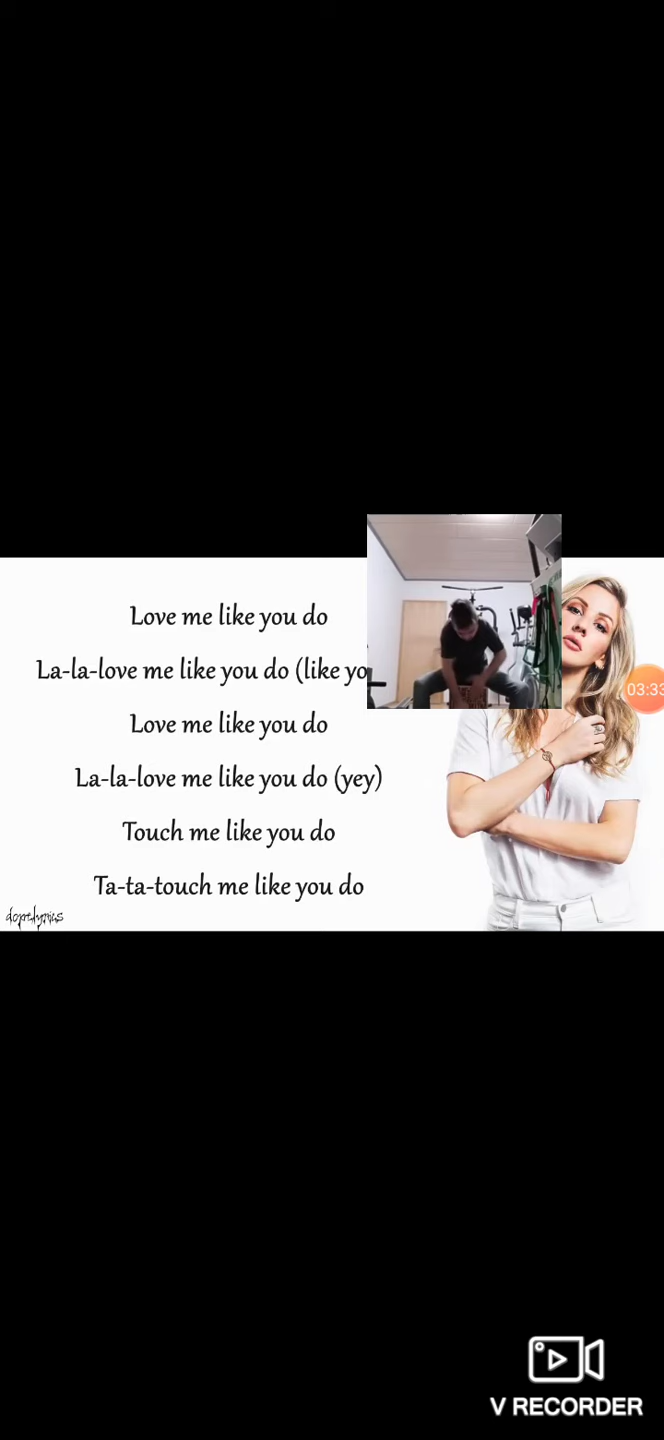 Love me like you do
La-la-love me like you do (like yo
Love me like you do
La-la-love me like you do (yey)
03:33
Touch me like you do
Ta-ta-touch me like you do
dopelyrics
V RECORDER